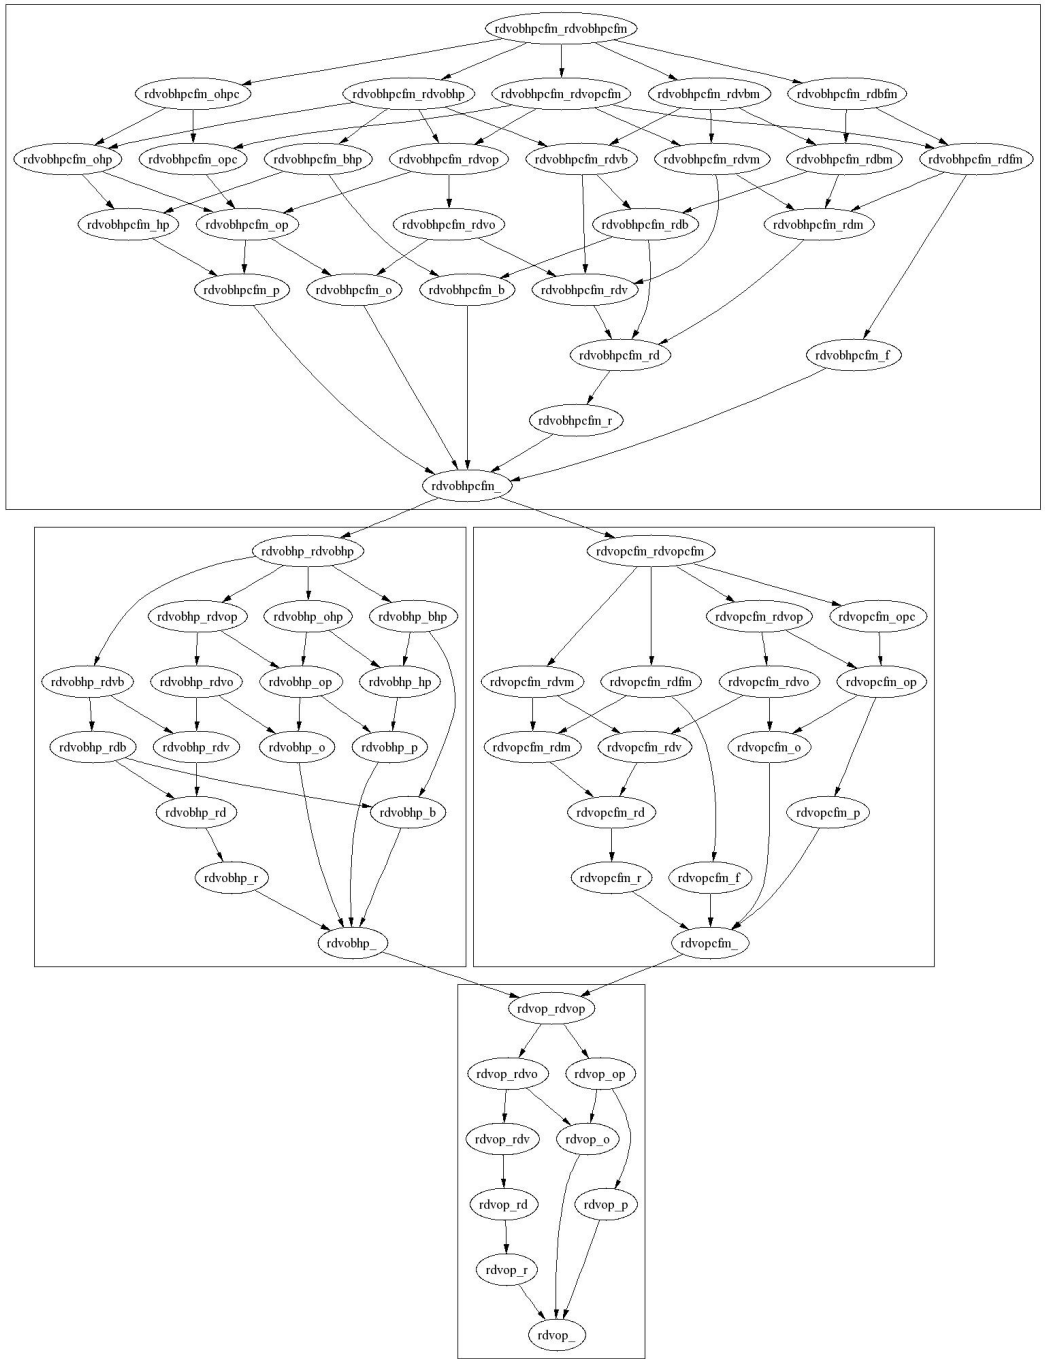 rdvobhpcfm_rdvobhpcfm
rdvobhpcfm_ohpc rdvobhpcfm_rdvobhp rdvobhpcfm_rdvopcfm rdvobhpcfm_rdvbm rdvobhpcfm_rdbfm
rdvobhpcfm_ohp rdvobhpcfm_opc rdvobhpcfm_bhp rdvobhpcfm_rdvop rdvobhpcfm_rdvb rdvobhpcfm_rdvm rdvobhpcfm_rdbm rdvobhpcfm_rdfm
rdvobhpcfm_hp rdvobhpcfm_op rdvobhpcfm_rdvo rdvobhpcfm_rdb rdvobhpcfm_rdm
rdvobhpcfm_p rdvobhpcfm_o rdvobhpcfm_b rdvobhpcfm_rdv
rdvobhpcfm_rd rdvobhpcfm_f
rdvobhpcfm_r
rdvobhpcfm_
rdvobhp_rdvobhp rdvopcfm_rdvopcfm
rdvobhp_rdvop rdvobhp_ohp rdvobhp_bhp rdvopcfm_rdvop rdvopcfm_opc
rdvobhp_rdvb rdvobhp_rdvo rdvobhp_op rdvobhp_hp rdvopcfm_rdvm rdvopcfm_rdfm rdvopcfm_rdvo rdvopcfm_op
rdvobhp_rdb rdvobhp_rdv rdvobhp_o rdvobhp_p rdvopcfm_rdm rdvopcfm_rdv rdvopcfm_o
rdvobhp_rd rdvobhp_b rdvopcfm_rd rdvopcfm_p
rdvobhp_r rdvopcfm_r rdvopcfm_f
rdvobhp_ rdvopcfm_
rdvop_rdvop
rdvop_rdvo rdvop_op
rdvop_rdv rdvop_o
rdvop_rd rdvop_p
rdvop_r
rdvop_